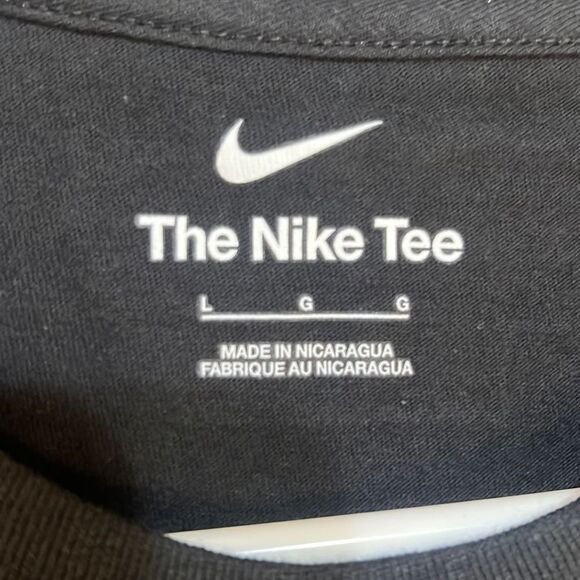 The Nike Tee
L G G
MADE IN NICARAGUA
FABRIQUE AU NICARAGUA